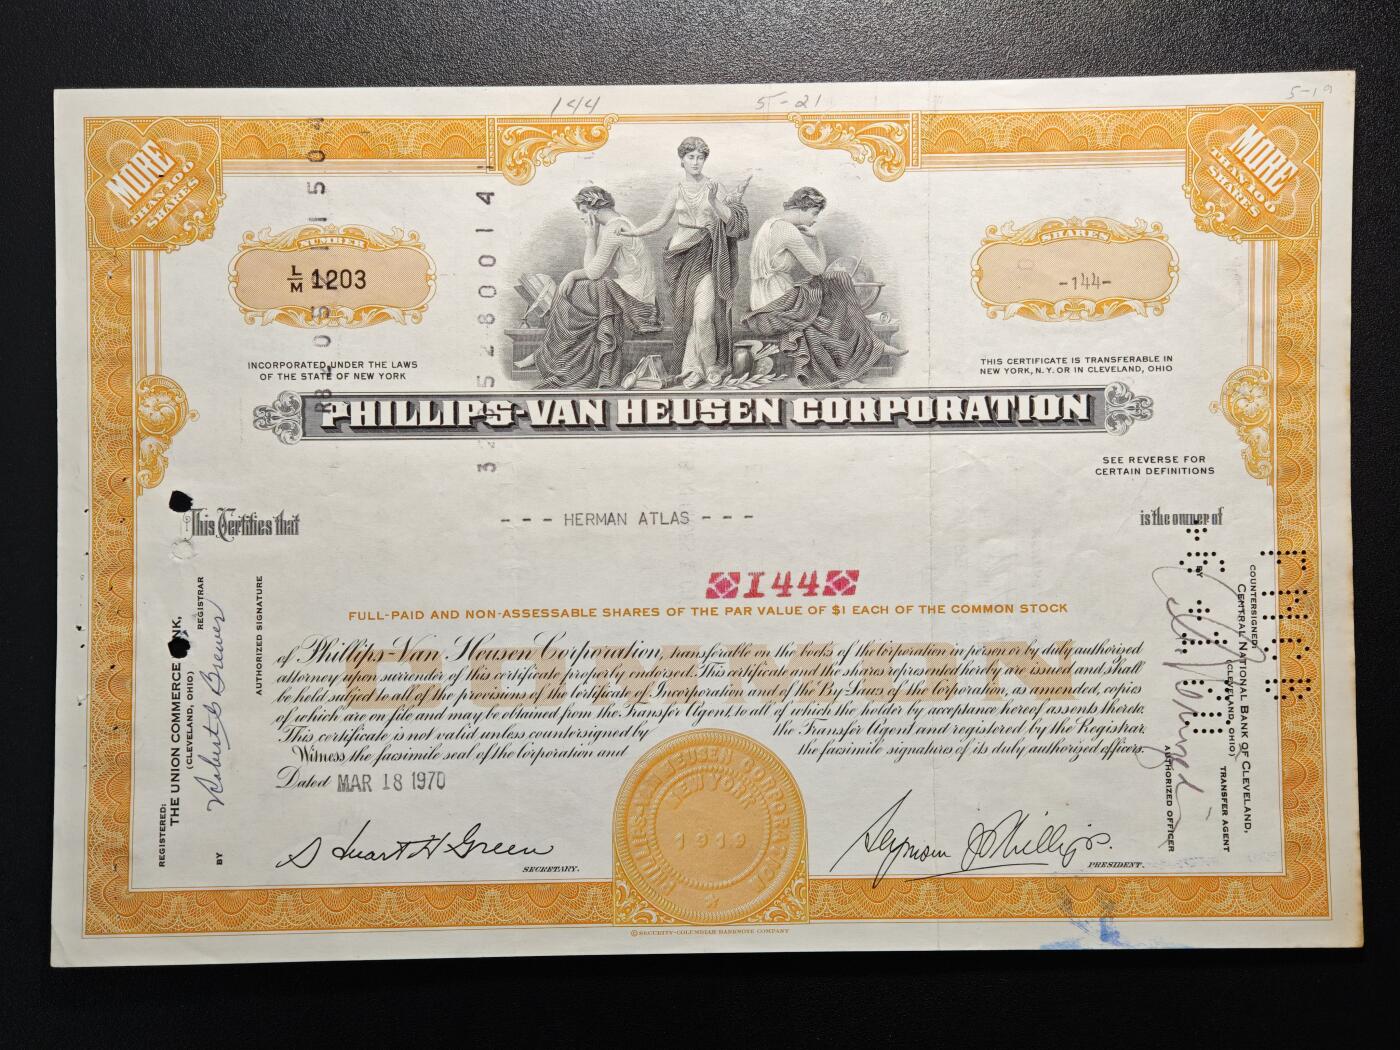 144
5-21
5-19
MORE
THAN 100
SHARES
MORE
THAN 100
SHARES
NUMBER
L/M 1203
SHARES
-144-
INCORPORATED UNDER THE LAWS
OF THE STATE OF NEW YORK
THIS CERTIFICATE IS TRANSFERABLE IN
NEW YORK, N.Y. OR IN CLEVELAND, OHIO
PHILLIPS-VAN HEUSEN CORPORATION
SEE REVERSE FOR
CERTAIN DEFINITIONS
This Certifies that
- - - HERMAN ATLAS - - -
is the owner of
144
FULL-PAID AND NON-ASSESSABLE SHARES OF THE PAR VALUE OF $1 EACH OF THE COMMON STOCK
COMMON
of Phillips-Van Heusen Corporation, transferable on the books of the Corporation in person or by duly authorized
attorney upon surrender of this certificate properly endorsed. This certificate and the shares represented hereby are issued and shall
be held subject to all of the provisions of the Certificate of Incorporation and of the By-Laws of the Corporation, as amended, copies
of which are on file and may be obtained from the Transfer Agent, to all of which the holder by acceptance hereof assents thereto.
This certificate is not valid unless countersigned by the Transfer Agent and registered by the Registrar.
Witness the facsimile seal of the Corporation and the facsimile signatures of its duly authorized officers.
Dated MAR 18 1970
PHILLIPS-VAN HEUSEN CORPORATION
NEW YORK
1919
Stuart H Green
SECRETARY.
Seymour J Phillips.
PRESIDENT.
© SECURITY-COLUMBIAN BANKNOTE COMPANY
REGISTERED:
THE UNION COMMERCE
(CLEVELAND, OHIO)
REGISTRAR
BY
Robert C Brewer
AUTHORIZED SIGNATURE
COUNTERSIGNED:
CENTRAL NATIONAL BANK OF CLEVELAND,
(CLEVELAND, OHIO)
TRANSFER AGENT
BY
AUTHORIZED OFFICER